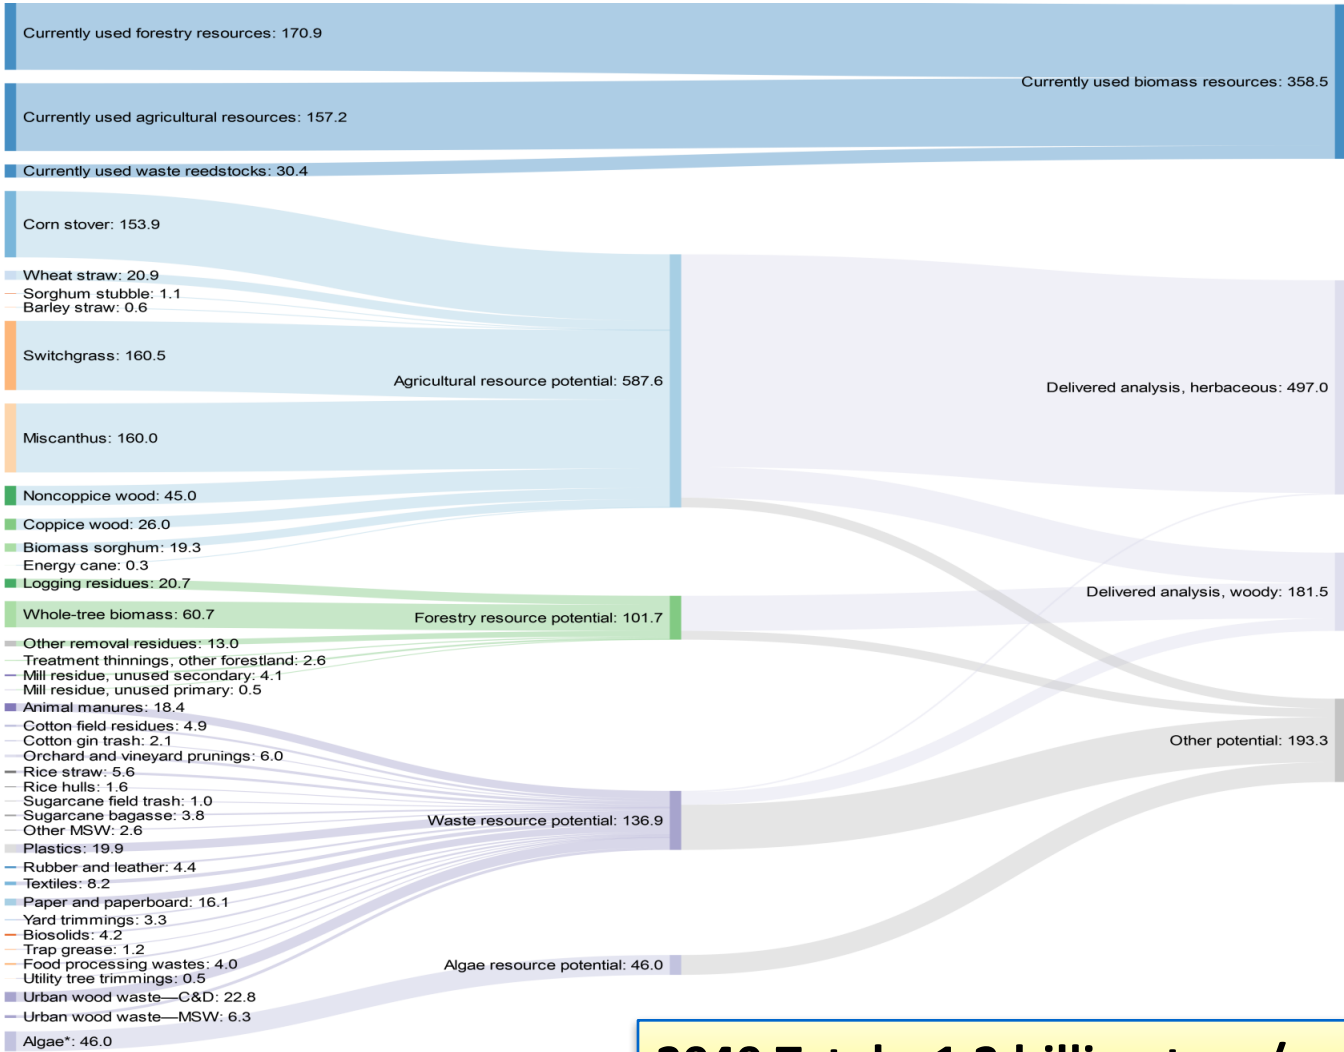 Currently used forestry resources: 170.9
Currently used biomass resources: 358.5
Currently used agricultural resources: 157.2
Currently used waste reedstocks: 30.4
Corn stover: 153.9
Wheat straw: 20.9
Sorghum stubble: 1.1
Barley straw: 0.6
Switchgrass: 160.5
Agricultural resource potential: 587.6
Delivered analysis, herbaceous: 497.0
Miscanthus: 160.0
Noncoppice wood: 45.0
Coppice wood: 26.0
Biomass sorghum: 19.3
Energy cane: 0.3
Logging residues: 20.7
Delivered analysis, woody: 181.5
Whole-tree biomass: 60.7
Forestry resource potential: 101.7
Other removal residues: 13.0
Treatment thinnings, other forestland: 2.6
Mill residue, unused secondary: 4.1
Mill residue, unused primary: 0.5
Animal manures: 18.4
Cotton field residues: 4.9
Cotton gin trash: 2.1
Other potential: 193.3
Orchard and vineyard prunings: 6.0
Rice straw: 5.6
Rice hulls: 1.6
Sugarcane field trash: 1.0
Sugarcane bagasse: 3.8
Waste resource potential: 136.9
Other MSW: 2.6
Plastics: 19.9
Rubber and leather: 4.4
Textiles: 8.2
Paper and paperboard: 16.1
Yard trimmings: 3.3
Biosolids: 4.2
Trap grease: 1.2
Food processing wastes: 4.0
Algae resource potential: 46.0
Utility tree trimmings: 0.5
Urban wood waste—C&D: 22.8
Urban wood waste—MSW: 6.3
Algae*: 46.0